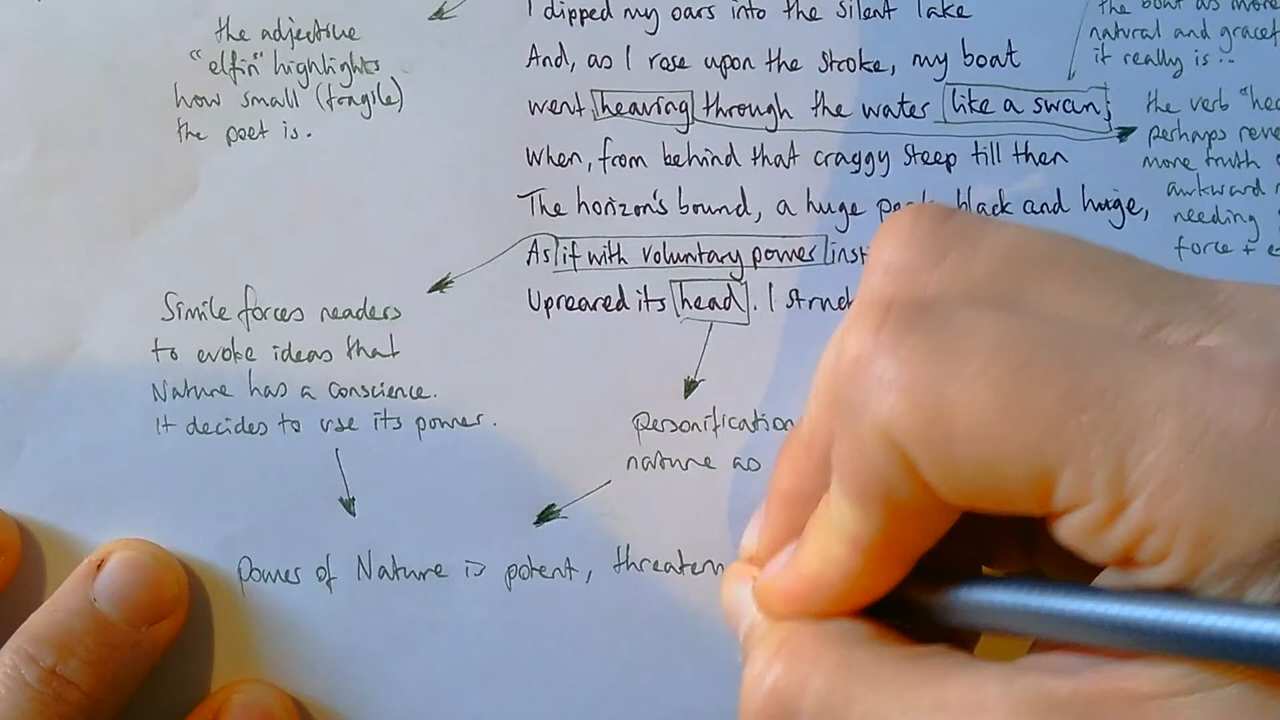 I dipped my oars into the silent lake
And, as I rose upon the stroke, my boat
went heaving through the water like a swan;
When, from behind that craggy steep till then
The horizon's bound, a huge black and huge,
As if with voluntary power inst
Upreared its head. I struck
the adjective
"elfin" highlights
how small (fragile)
the poet is.
the boat as more
natural and gracef
it really is...
the verb "hea
perhaps reve
more truth
awkward
needing
force + e
Simile forces readers
to evoke ideas that
Nature has a conscience.
It decides to use its power.
Personification
nature as
Power of Nature is potent, threaten